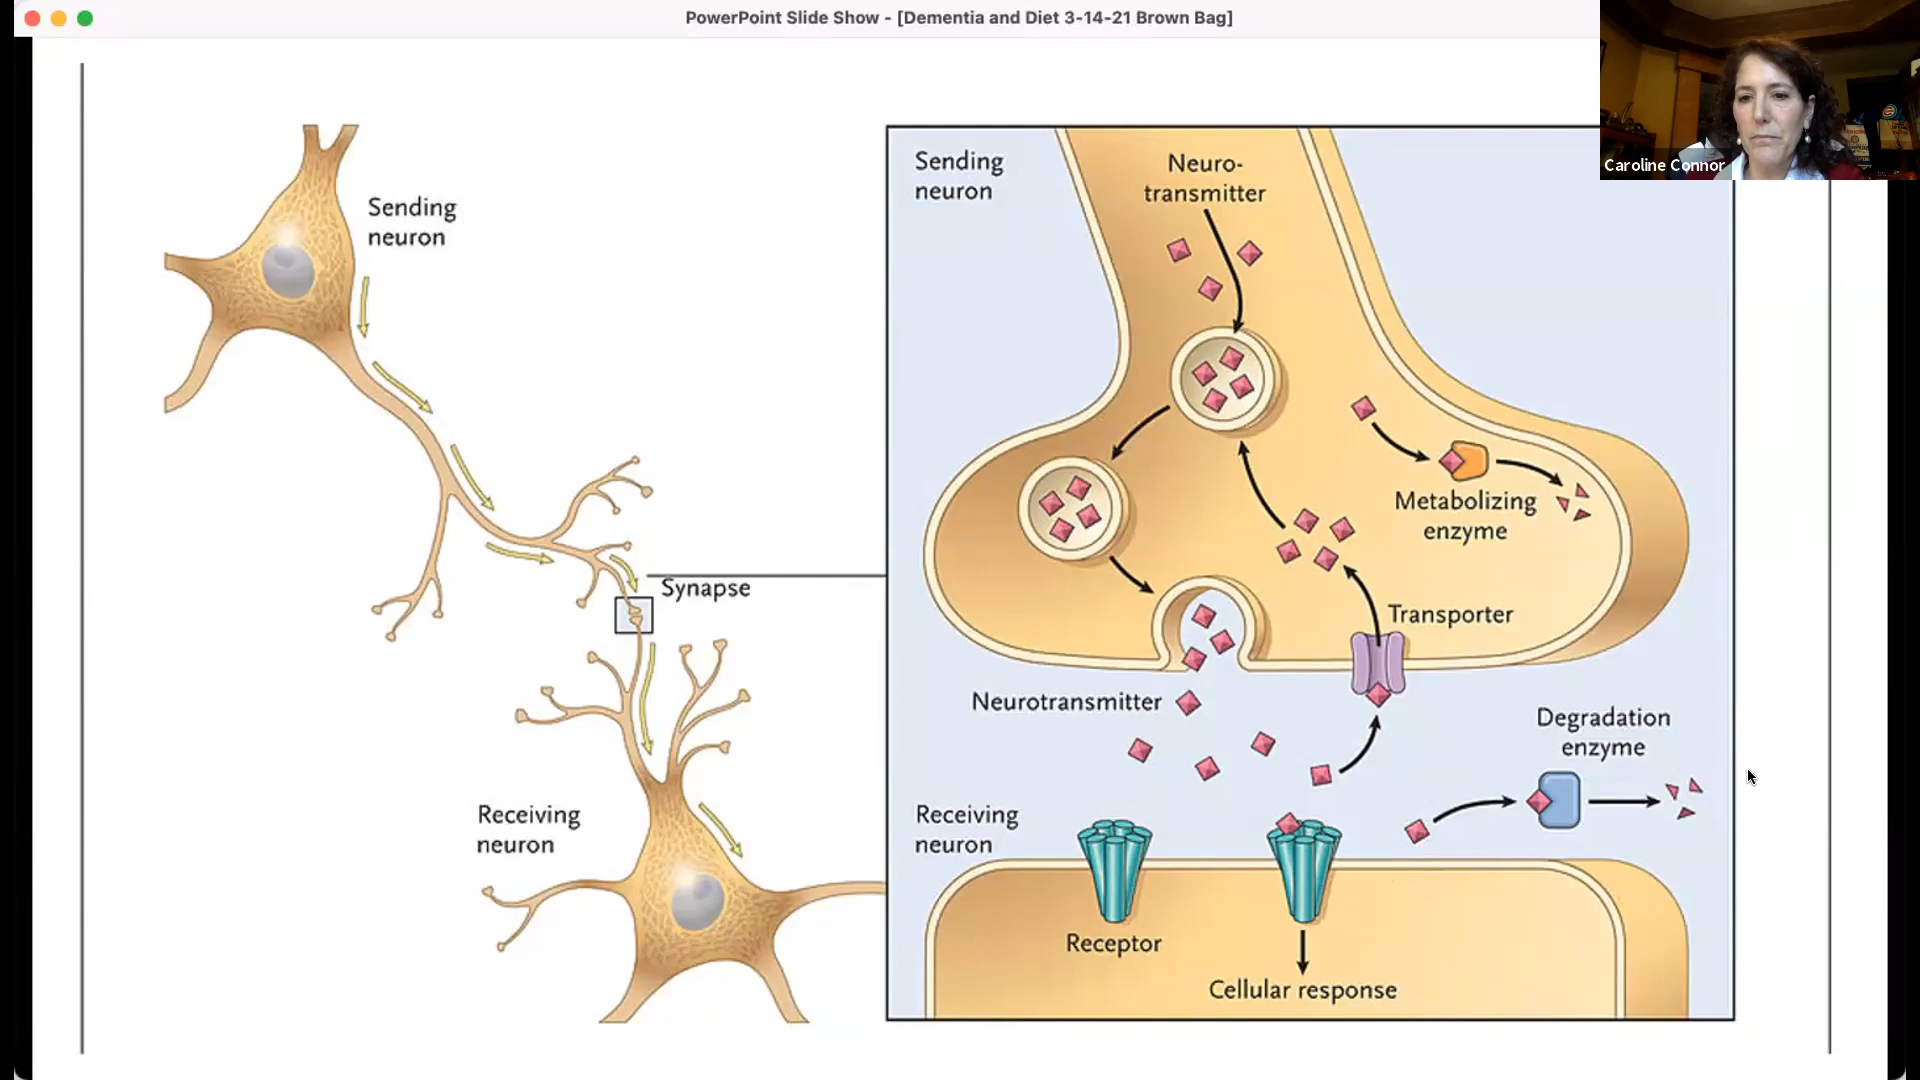 PowerPoint Slide Show - [Dementia and Diet 3-14-21 Brown Bag]
Caroline Connor
Sending
neuron
Synapse
Receiving
neuron
Sending
neuron
Neuro-
transmitter
Metabolizing
enzyme
Transporter
Neurotransmitter
Degradation
enzyme
Receiving
neuron
Receptor
Cellular response